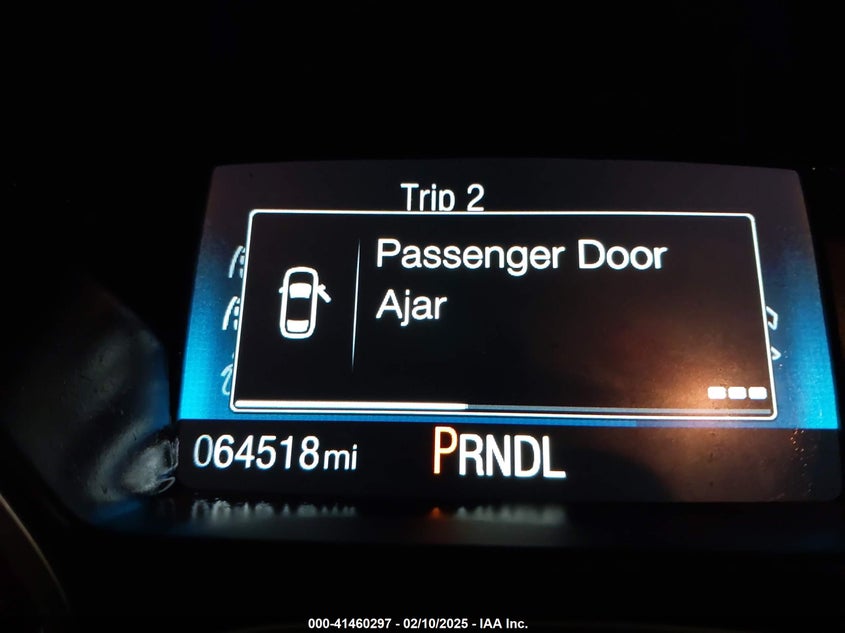 Trip 2
Passenger Door
Ajar
064518mi
PRNDL
000-41460297 - 02/10/2025 - IAA Inc.